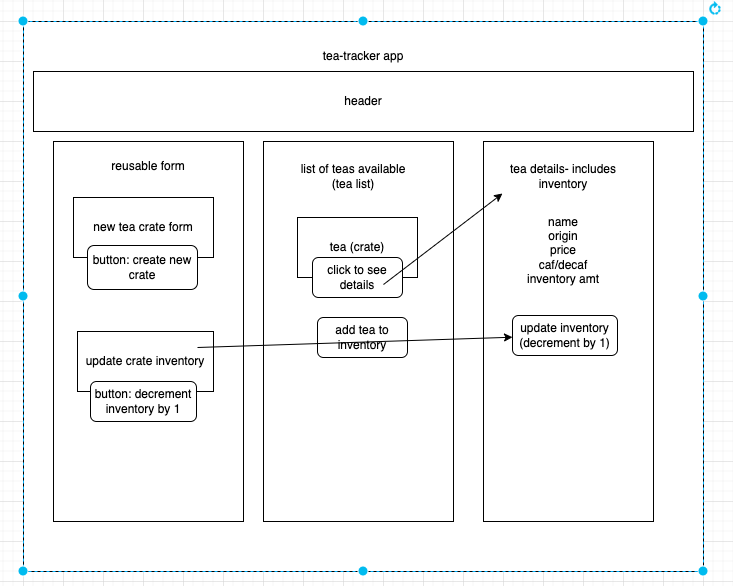 tea-tracker app
header
reusable form
new tea crate form
button: create new
crate
update crate inventory
button: decrement
inventory by 1
list of teas available
(tea list)
tea (crate)
click to see
details
add tea to
inventory
tea details- includes
inventory
name
origin
price
caf/decaf
inventory amt
update inventory
(decrement by 1)